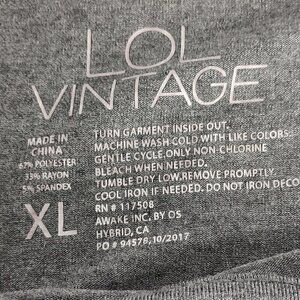 LOL
VINTAGE
MADE IN
CHINA
67% POLYESTER
33% RAYON
5% SPANDEX
XL
TURN GARMENT INSIDE OUT.
MACHINE WASH COLD WITH LIKE COLORS.
GENTLE CYCLE. ONLY NON-CHLORINE
BLEACH WHEN NEEDED.
TUMBLE DRY LOW. REMOVE PROMPTLY.
COOL IRON IF NEEDED. DO NOT IRON DECO
RN # 117508
AWAKE INC. BY OS
HYBRID, CA
PO # 94578, 10/2017